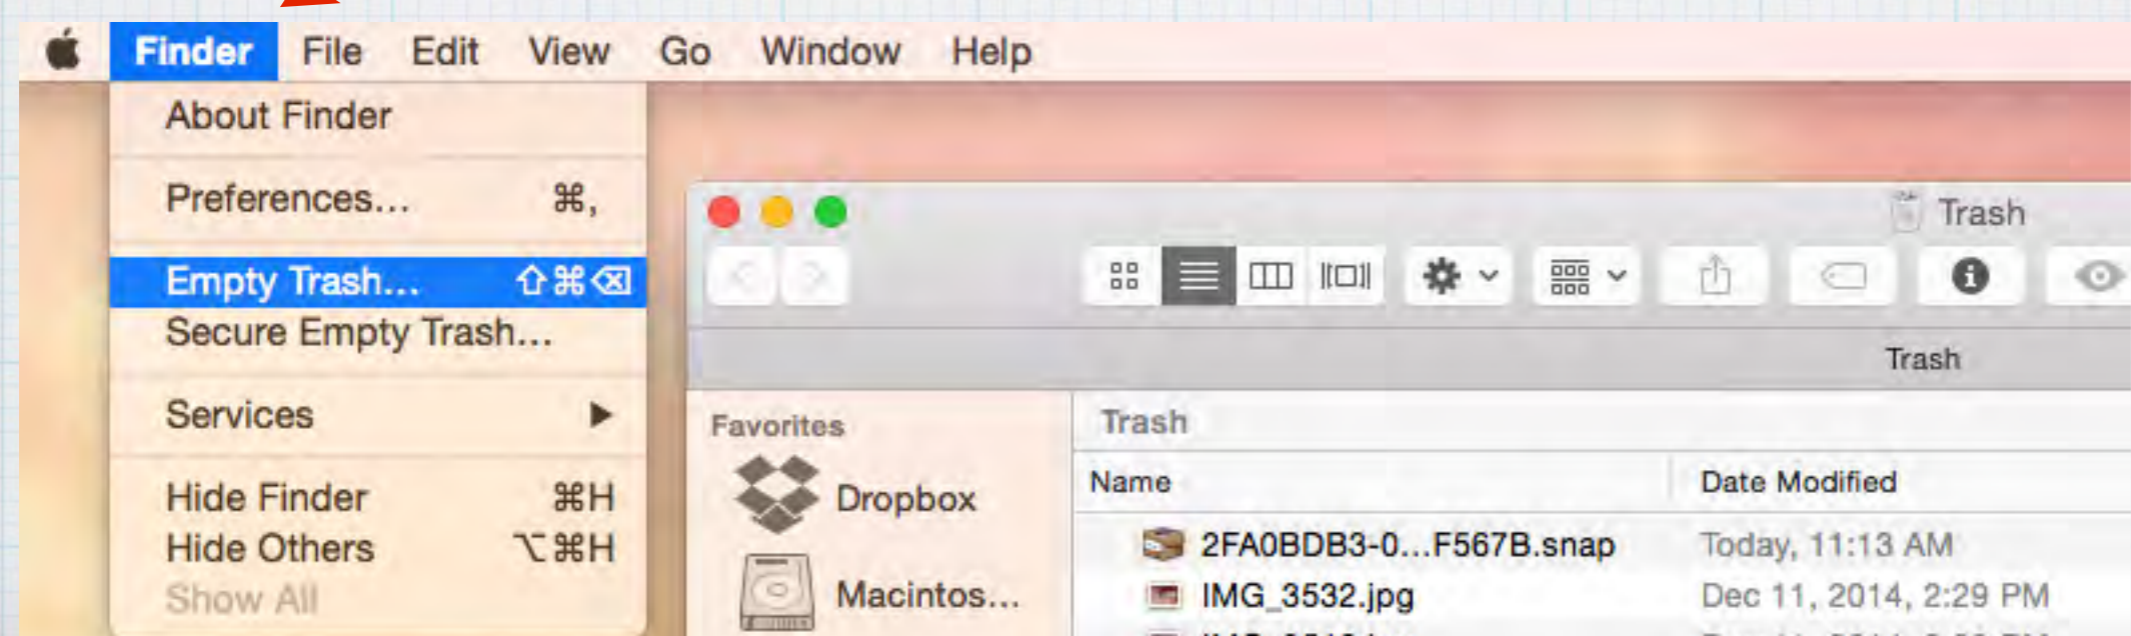 Finder File Edit View Go Window Help
About Finder
Preferences... ⌘,
Empty Trash... ⇧⌘⌫
Secure Empty Trash...
Services ▶
Hide Finder ⌘H
Hide Others ⌥⌘H
Show All
Trash
Trash
Favorites
Dropbox
Macintos...
Trash
Name Date Modified
2FA0BDB3-0...F567B.snap Today, 11:13 AM
IMG_3532.jpg Dec 11, 2014, 2:29 PM